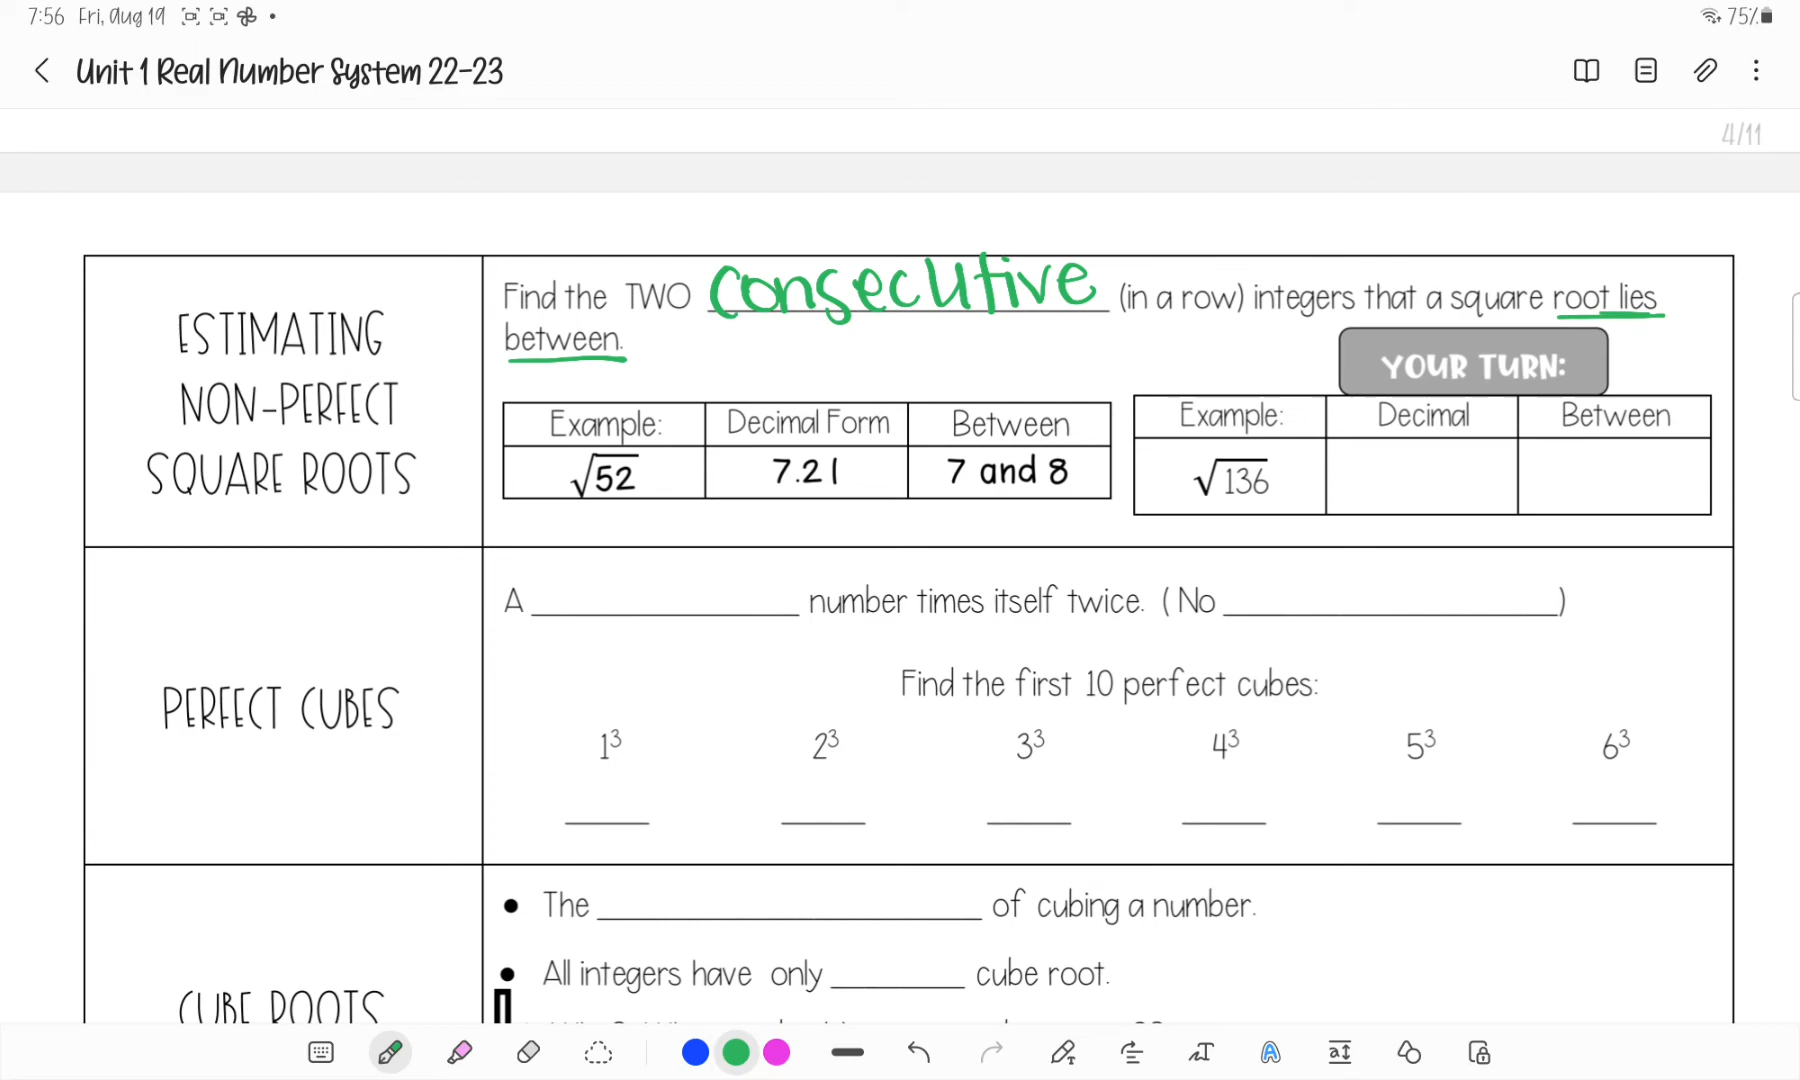 7:56 Fri, Aug 19
75%
Unit 1 Real Number System 22-23
4/11
ESTIMATING
NON-PERFECT
SQUARE ROOTS
Find the TWO consecutive (in a row) integers that a square root lies
between.
YOUR TURN:
Example: Decimal Form Between
√52 7.21 7 and 8
Example: Decimal Between
√136
PERFECT CUBES
A ____________ number times itself twice. ( No ____________)
Find the first 10 perfect cubes:
1³ 2³ 3³ 4³ 5³ 6³
CUBE ROOTS
• The ____________ of cubing a number.
• All integers have only ______ cube root.